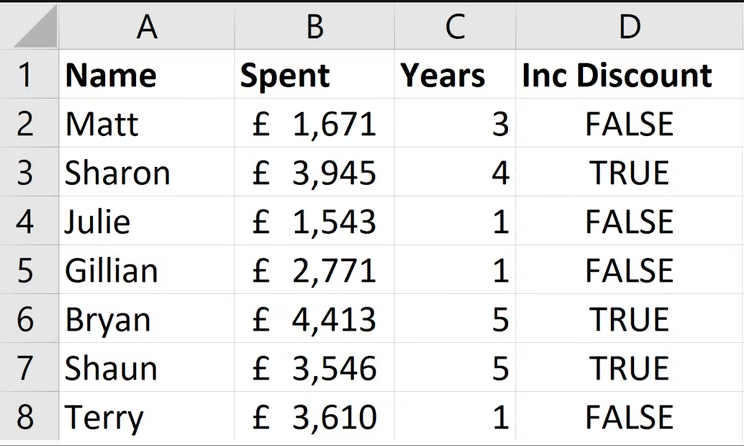 A B C D
1 Name Spent Years Inc Discount
2 Matt £ 1,671 3 FALSE
3 Sharon £ 3,945 4 TRUE
4 Julie £ 1,543 1 FALSE
5 Gillian £ 2,771 1 FALSE
6 Bryan £ 4,413 5 TRUE
7 Shaun £ 3,546 5 TRUE
8 Terry £ 3,610 1 FALSE